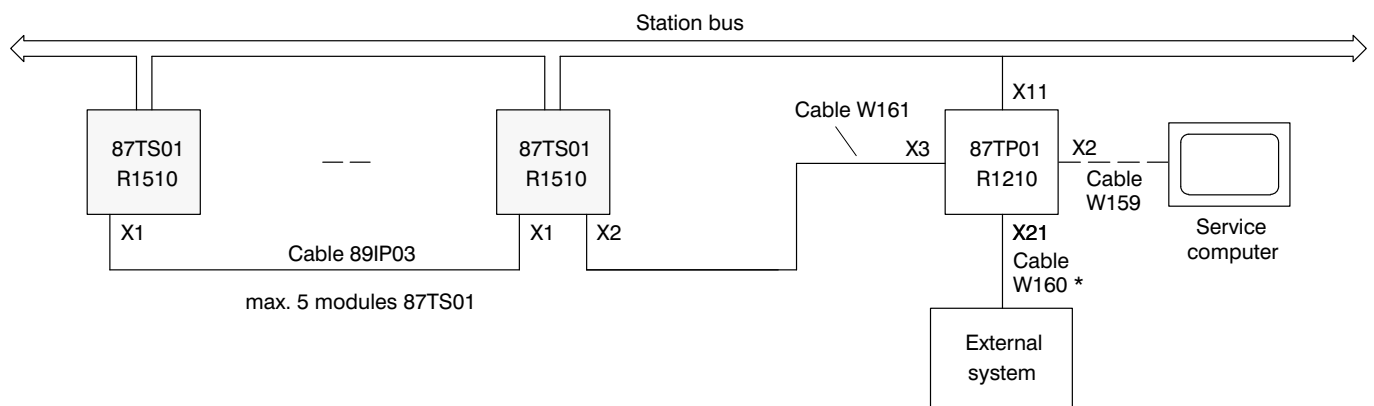 Station bus
X11
Cable W161
87TS01
R1510
87TS01
R1510
X3
87TP01
R1210
X2
Cable
W159
X1
X1
X2
X21
Cable
W160 *
Service
computer
Cable 89IP03
max. 5 modules 87TS01
External
system